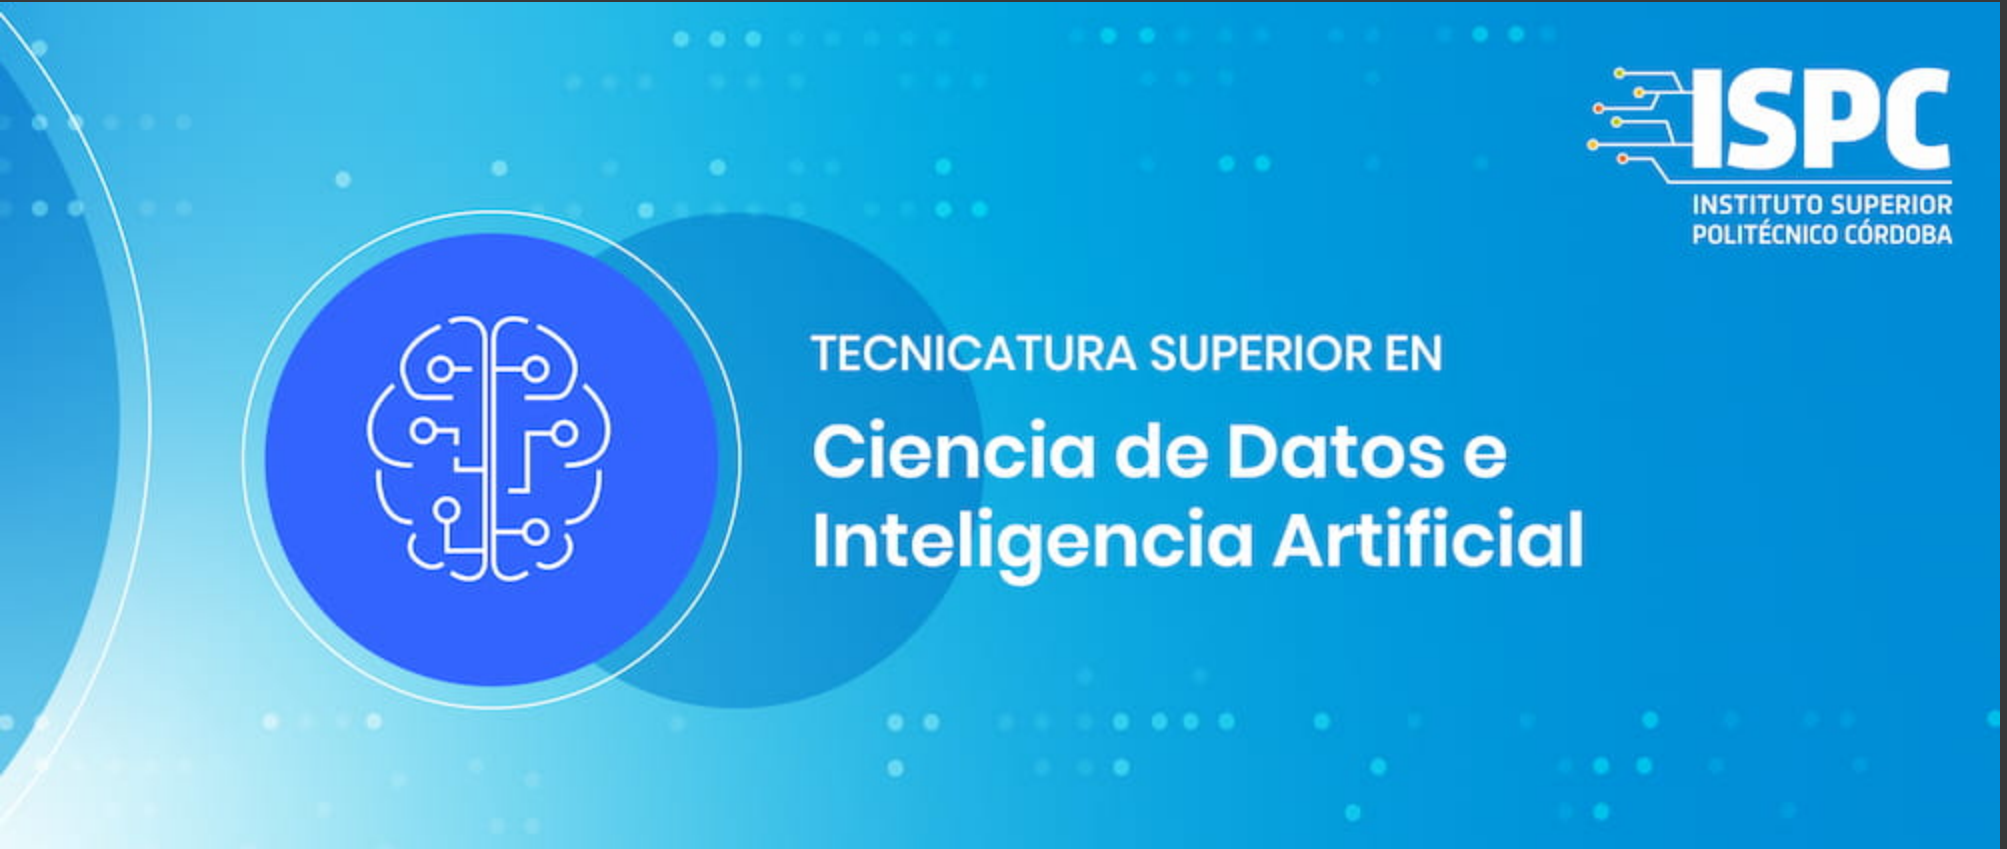 ISPC
INSTITUTO SUPERIOR
POLITÉCNICO CÓRDOBA
TECNICATURA SUPERIOR EN
Ciencia de Datos e
Inteligencia Artificial